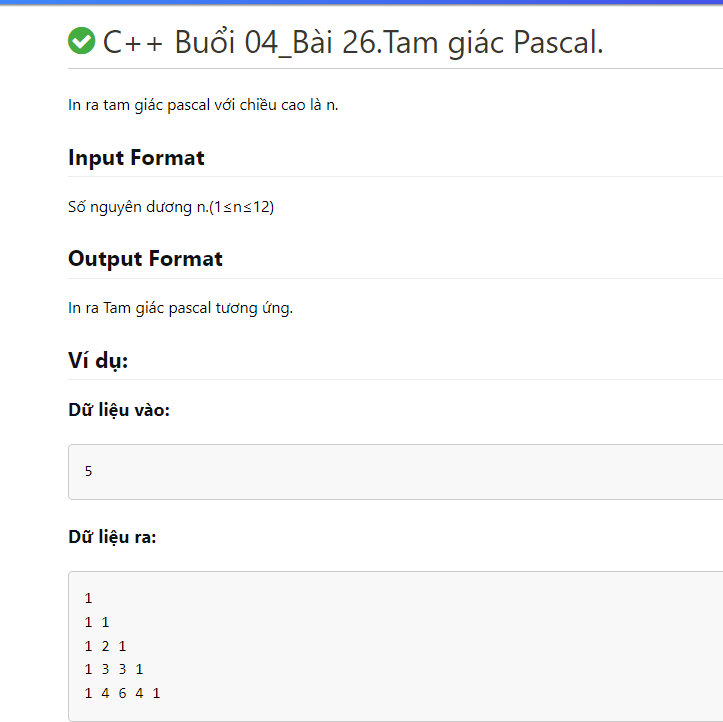 C++ Buổi 04_Bài 26.Tam giác Pascal.
In ra tam giác pascal với chiều cao là n.
Input Format
Số nguyên dương n.(1≤n≤12)
Output Format
In ra Tam giác pascal tương ứng.
Ví dụ:
Dữ liệu vào:
5
Dữ liệu ra:
1
1 1
1 2 1
1 3 3 1
1 4 6 4 1